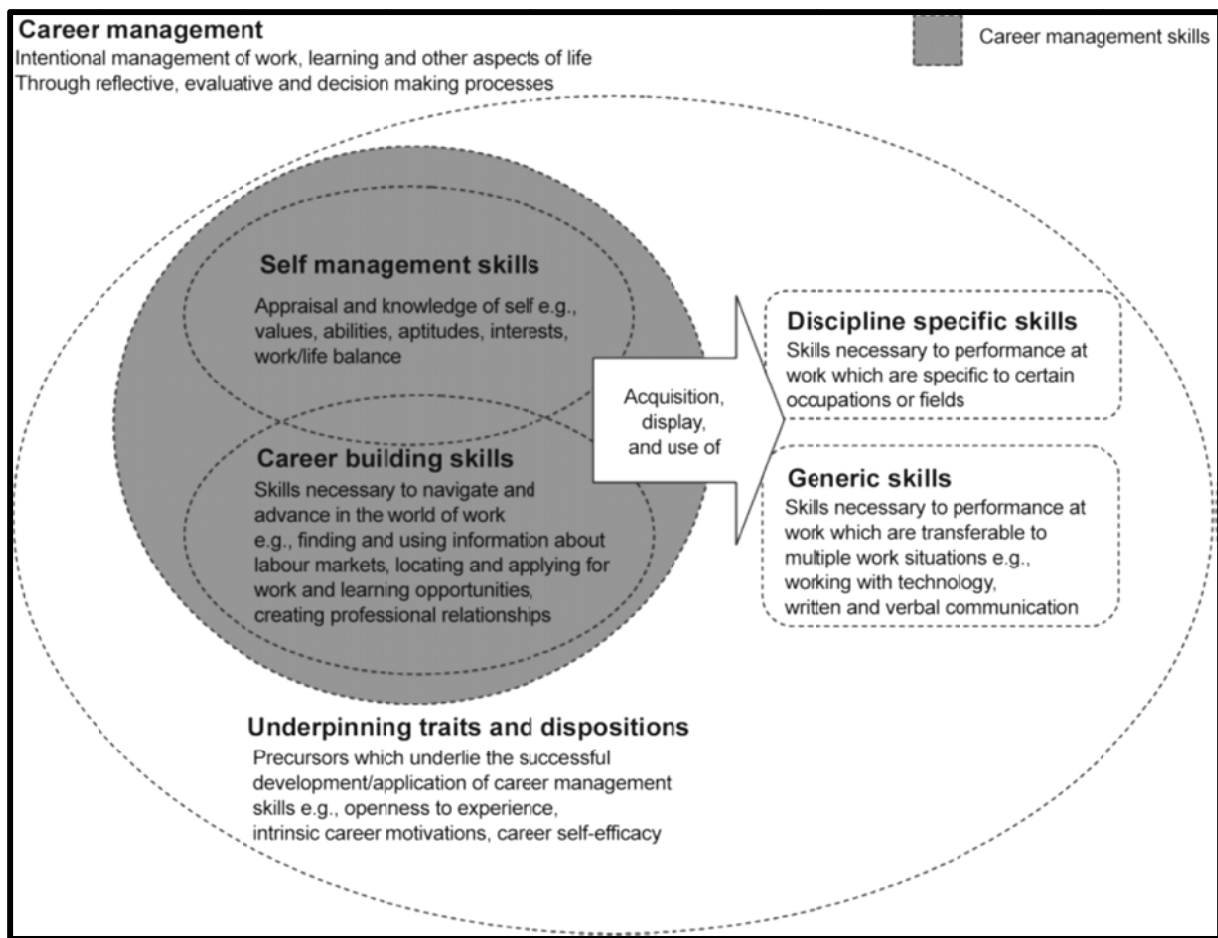 Career management
Intentional management of work, learning and other aspects of life
Through reflective, evaluative and decision making processes
Career management skills
Self management skills
Appraisal and knowledge of self e.g.,
values, abilities, aptitudes, interests,
work/life balance
Career building skills
Skills necessary to navigate and
advance in the world of work
e.g., finding and using information about
labour markets, locating and applying for
work and learning opportunities,
creating professional relationships
Acquisition,
display,
and use of
Discipline specific skills
Skills necessary to performance at
work which are specific to certain
occupations or fields
Generic skills
Skills necessary to performance at
work which are transferable to
multiple work situations e.g.,
working with technology,
written and verbal communication
Underpinning traits and dispositions
Precursors which underlie the successful
development/application of career management
skills e.g., openness to experience,
intrinsic career motivations, career self-efficacy